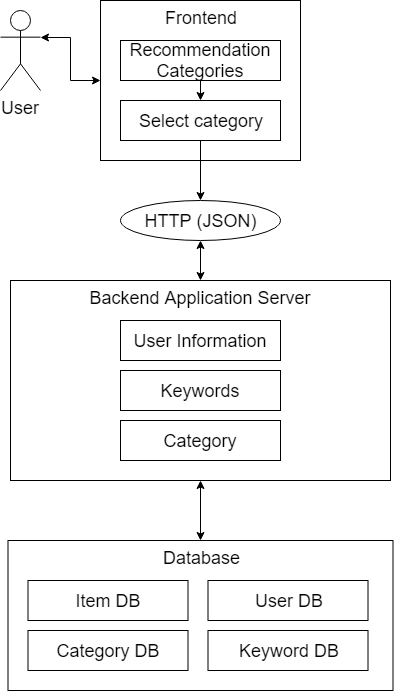 Frontend
Recommendation
Categories
User
Select category
HTTP (JSON)
Backend Application Server
User Information
Keywords
Category
Database
Item DB
User DB
Category DB
Keyword DB